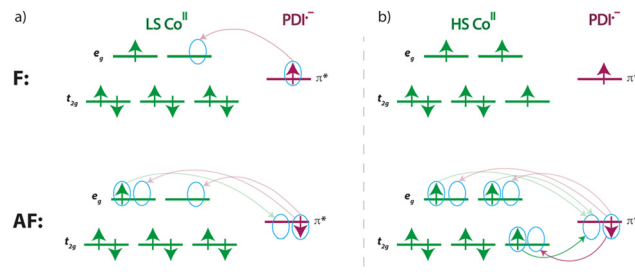 a) LS Co^II PDI·^−
b) HS Co^II PDI·^−
F:
e_g
t_2g
π*
e_g
t_2g
AF:
e_g
t_2g
π*
e_g
t_2g